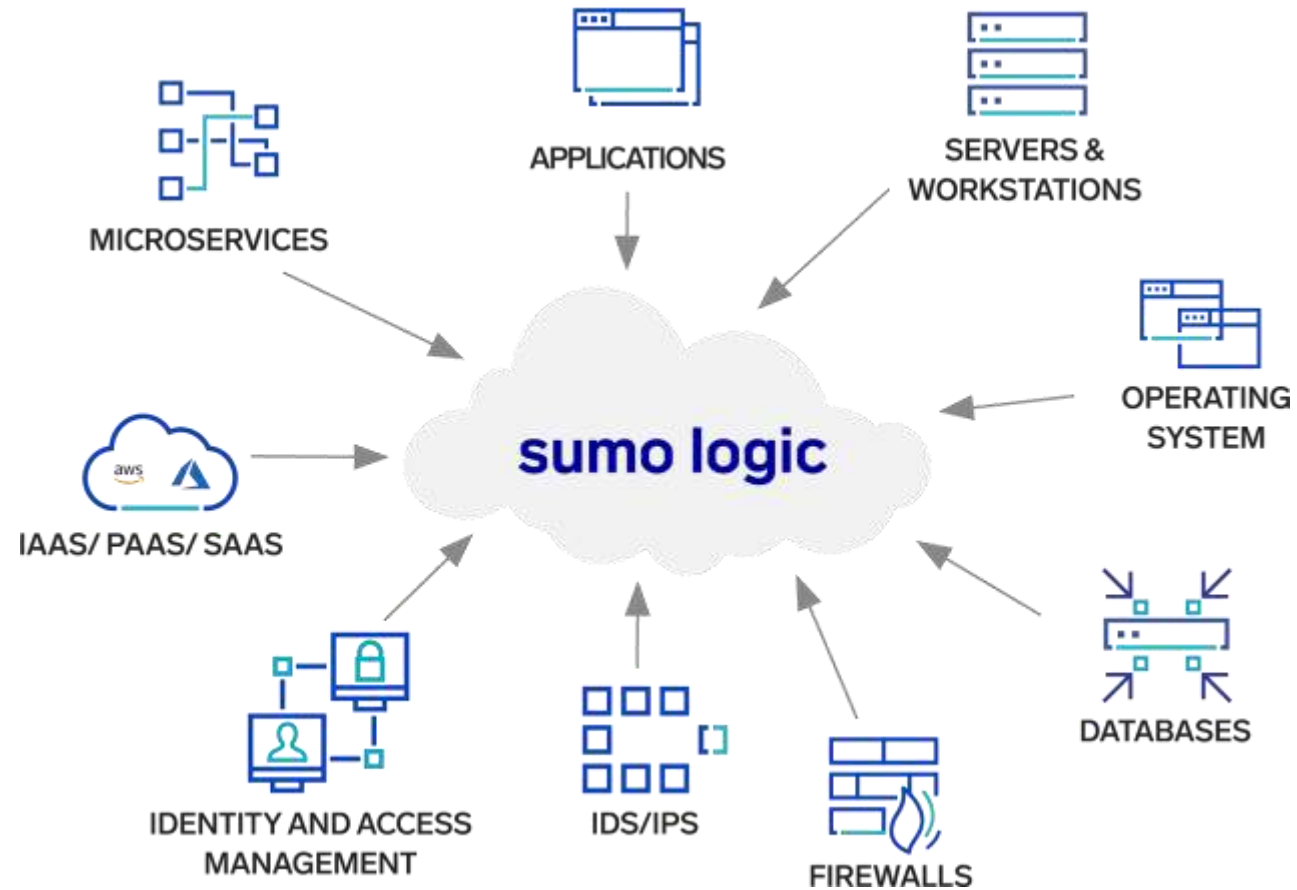 APPLICATIONS
SERVERS &
WORKSTATIONS
MICROSERVICES
OPERATING
SYSTEM
sumo logic
aws
IAAS/ PAAS/ SAAS
DATABASES
IDENTITY AND ACCESS
MANAGEMENT
IDS/IPS
FIREWALLS